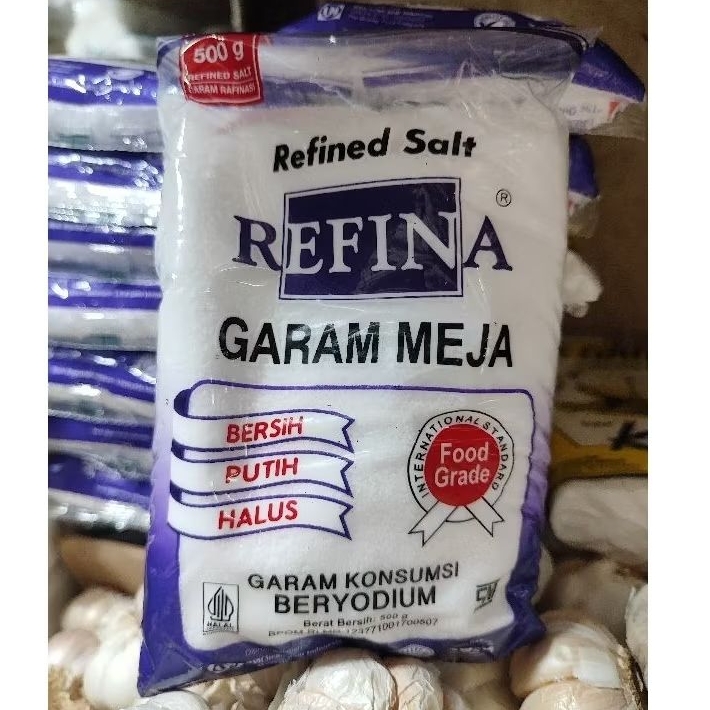 500 g
REFINED SALT
GARAM RAFINASI
Refined Salt
REFINA®
GARAM MEJA
BERSIH
PUTIH
HALUS
INTERNATIONAL STANDARD
Food
Grade
GARAM KONSUMSI
BERYODIUM
Berat Bersih: 500 g
HALAL